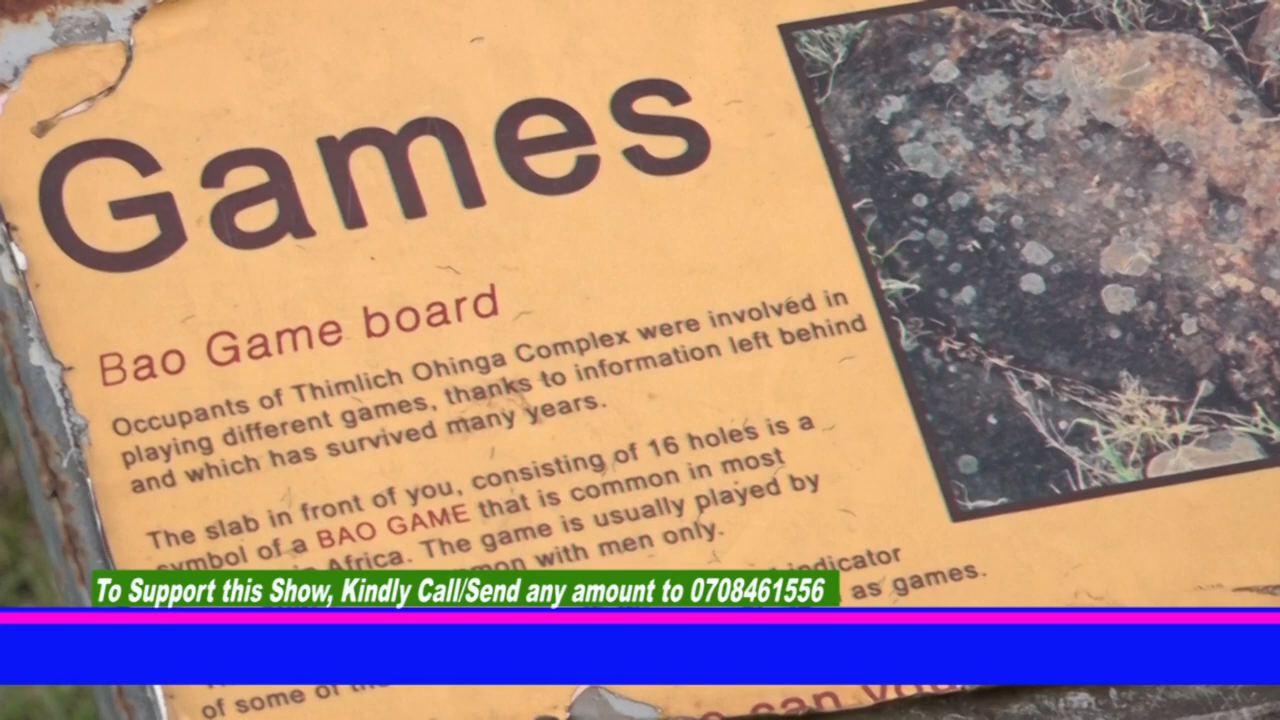 Games
Bao Game board
Occupants of Thimlich Ohinga Complex were involved in
playing different games, thanks to information left behind
and which has survived many years.
The slab in front of you, consisting of 16 holes is a
symbol of a BAO GAME that is common in most
Africa. The game is usually played by
with men only.
indicator
as games.
To Support this Show, Kindly Call/Send any amount to 0708461556
of some of the
can you